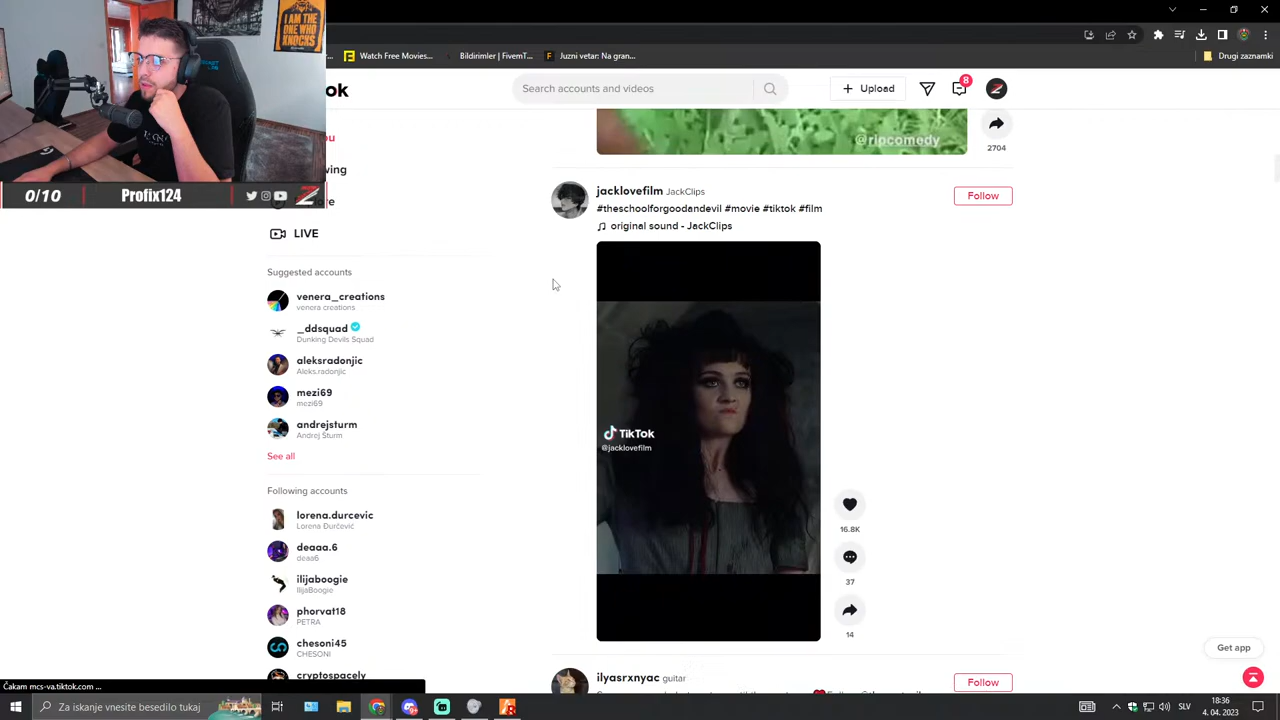 I AM THE
ONE WHO
KNOCKS
Watch Free Movies...
Bildirimler | FivemT...
Juzni vetar: Na gran...
Drugi zaznamki
Tok
Search accounts and videos
Upload
8
@ripcomedy
2704
0/10
Profix124
LIVE
Suggested accounts
venera_creations
venera creations
_ddsquad
Dunking Devils Squad
aleksradonjic
Aleks.radonjic
mezi69
mezi69
andrejsturm
Andrej Šturm
See all
Following accounts
lorena.durcevic
Lorena Đurčević
deaaa.6
deaa6
ilijaboogie
IlijaBoogie
phorvat18
PETRA
chesoni45
CHESONI
cryptospacely
jacklovefilm JackClips
Follow
#theschoolforgoodandevil #movie #tiktok #film
original sound - JackClips
TikTok
@jacklovefilm
16.8K
37
14
Get app
ilyasrxnyac guitar
Follow
Čakam mcs-va.tiktok.com ...
Za iskanje vnesite besedilo tukaj
SLV
18:36
4. 04. 2023